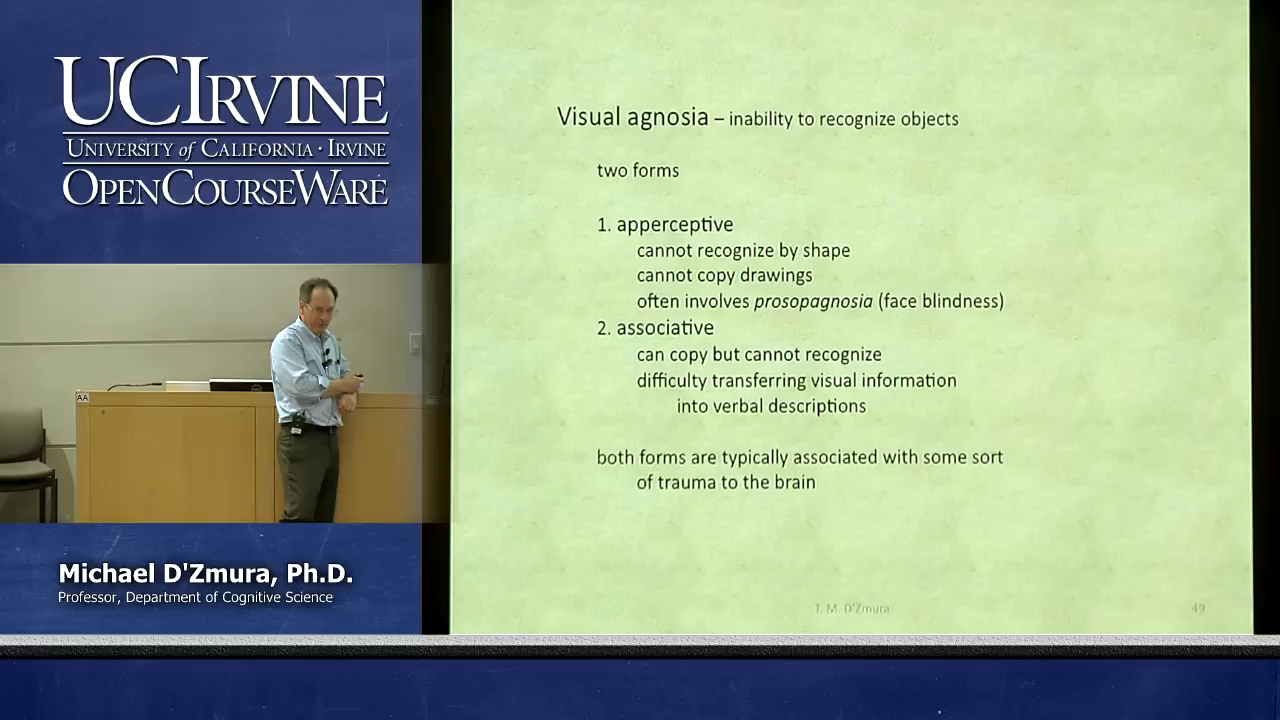 UCIRVINE
UNIVERSITY of CALIFORNIA · IRVINE
OPENCOURSEWARE
AA
Michael D'Zmura, Ph.D.
Professor, Department of Cognitive Science
Visual agnosia – inability to recognize objects
two forms
1. apperceptive
cannot recognize by shape
cannot copy drawings
often involves prosopagnosia (face blindness)
2. associative
can copy but cannot recognize
difficulty transferring visual information
into verbal descriptions
both forms are typically associated with some sort
of trauma to the brain
T. M. D'Zmura
49